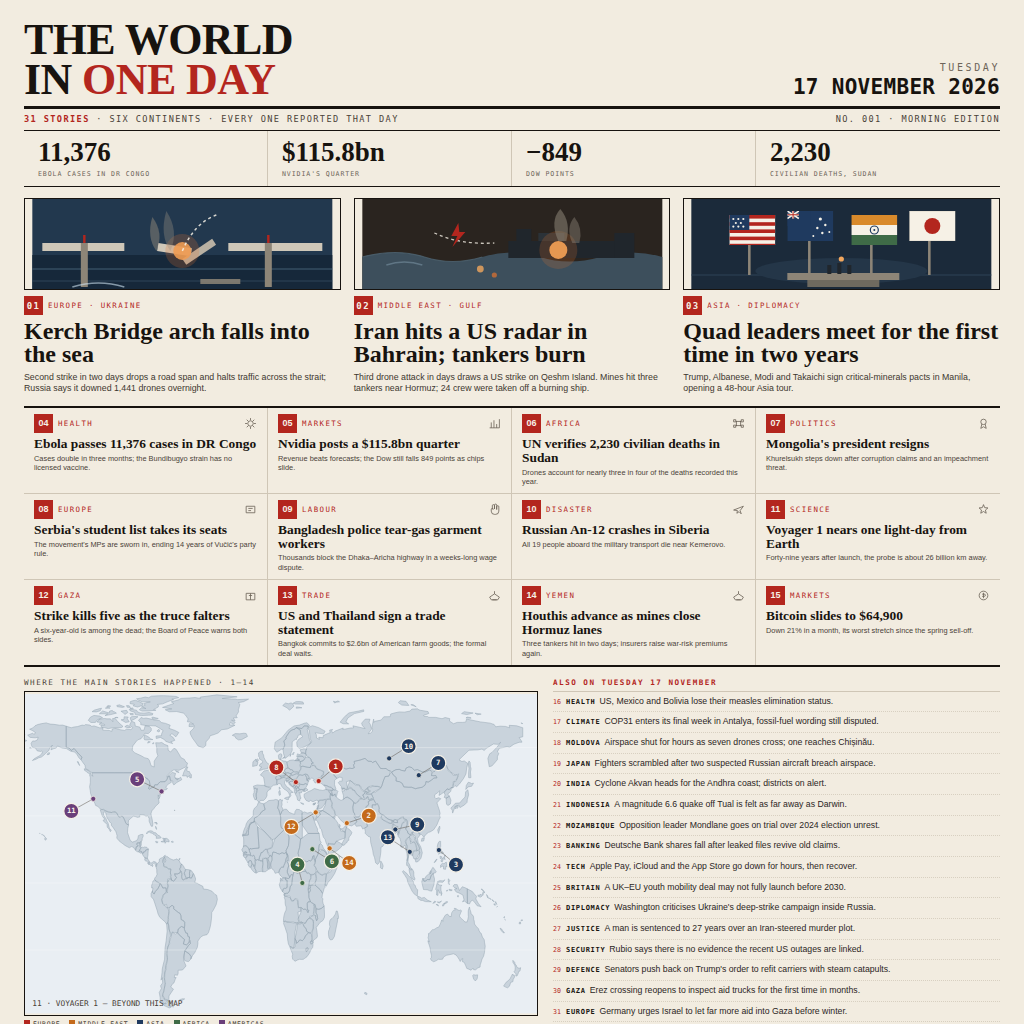 THE WORLD
IN ONE DAY
TUESDAY
17 NOVEMBER 2026
31 STORIES · SIX CONTINENTS · EVERY ONE REPORTED THAT DAY
NO. 001 · MORNING EDITION
11,376
EBOLA CASES IN DR CONGO
$115.8bn
NVIDIA'S QUARTER
−849
DOW POINTS
2,230
CIVILIAN DEATHS, SUDAN
01 EUROPE · UKRAINE
Kerch Bridge arch falls into
the sea
Second strike in two days drops a road span and halts traffic across the strait;
Russia says it downed 1,441 drones overnight.
02 MIDDLE EAST · GULF
Iran hits a US radar in
Bahrain; tankers burn
Third drone attack in days draws a US strike on Qeshm Island. Mines hit three
tankers near Hormuz; 24 crew were taken off a burning ship.
03 ASIA · DIPLOMACY
Quad leaders meet for the first
time in two years
Trump, Albanese, Modi and Takaichi sign critical-minerals pacts in Manila,
opening a 48-hour Asia tour.
04 HEALTH
Ebola passes 11,376 cases in DR Congo
Cases double in three months; the Bundibugyo strain has no
licensed vaccine.
05 MARKETS
Nvidia posts a $115.8bn quarter
Revenue beats forecasts; the Dow still falls 849 points as chips
slide.
06 AFRICA
UN verifies 2,230 civilian deaths in
Sudan
Drones account for nearly three in four of the deaths recorded this
year.
07 POLITICS
Mongolia's president resigns
Khurelsukh steps down after corruption claims and an impeachment
threat.
08 EUROPE
Serbia's student list takes its seats
The movement's MPs are sworn in, ending 14 years of Vučić's party
rule.
09 LABOUR
Bangladesh police tear-gas garment
workers
Thousands block the Dhaka–Aricha highway in a weeks-long wage
dispute.
10 DISASTER
Russian An-12 crashes in Siberia
All 19 people aboard the military transport die near Kemerovo.
11 SCIENCE
Voyager 1 nears one light-day from
Earth
Forty-nine years after launch, the probe is about 26 billion km away.
12 GAZA
Strike kills five as the truce falters
A six-year-old is among the dead; the Board of Peace warns both
sides.
13 TRADE
US and Thailand sign a trade
statement
Bangkok commits to $2.6bn of American farm goods; the formal
deal waits.
14 YEMEN
Houthis advance as mines close
Hormuz lanes
Three tankers hit in two days; insurers raise war-risk premiums
again.
15 MARKETS
Bitcoin slides to $64,900
Down 21% in a month, its worst stretch since the spring sell-off.
WHERE THE MAIN STORIES HAPPENED · 1–14
10
7
8
1
5
11
2
12
9
13
4
6
14
3
11 · VOYAGER 1 — BEYOND THIS MAP
EUROPE MIDDLE EAST ASIA AFRICA AMERICAS
ALSO ON TUESDAY 17 NOVEMBER
16 HEALTH US, Mexico and Bolivia lose their measles elimination status.
17 CLIMATE COP31 enters its final week in Antalya, fossil-fuel wording still disputed.
18 MOLDOVA Airspace shut for hours as seven drones cross; one reaches Chișinău.
19 JAPAN Fighters scrambled after two suspected Russian aircraft breach airspace.
20 INDIA Cyclone Akvan heads for the Andhra coast; districts on alert.
21 INDONESIA A magnitude 6.6 quake off Tual is felt as far away as Darwin.
22 MOZAMBIQUE Opposition leader Mondlane goes on trial over 2024 election unrest.
23 BANKING Deutsche Bank shares fall after leaked files revive old claims.
24 TECH Apple Pay, iCloud and the App Store go down for hours, then recover.
25 BRITAIN A UK–EU youth mobility deal may not fully launch before 2030.
26 DIPLOMACY Washington criticises Ukraine's deep-strike campaign inside Russia.
27 JUSTICE A man is sentenced to 27 years over an Iran-steered murder plot.
28 SECURITY Rubio says there is no evidence the recent US outages are linked.
29 DEFENCE Senators push back on Trump's order to refit carriers with steam catapults.
30 GAZA Erez crossing reopens to inspect aid trucks for the first time in months.
31 EUROPE Germany urges Israel to let far more aid into Gaza before winter.